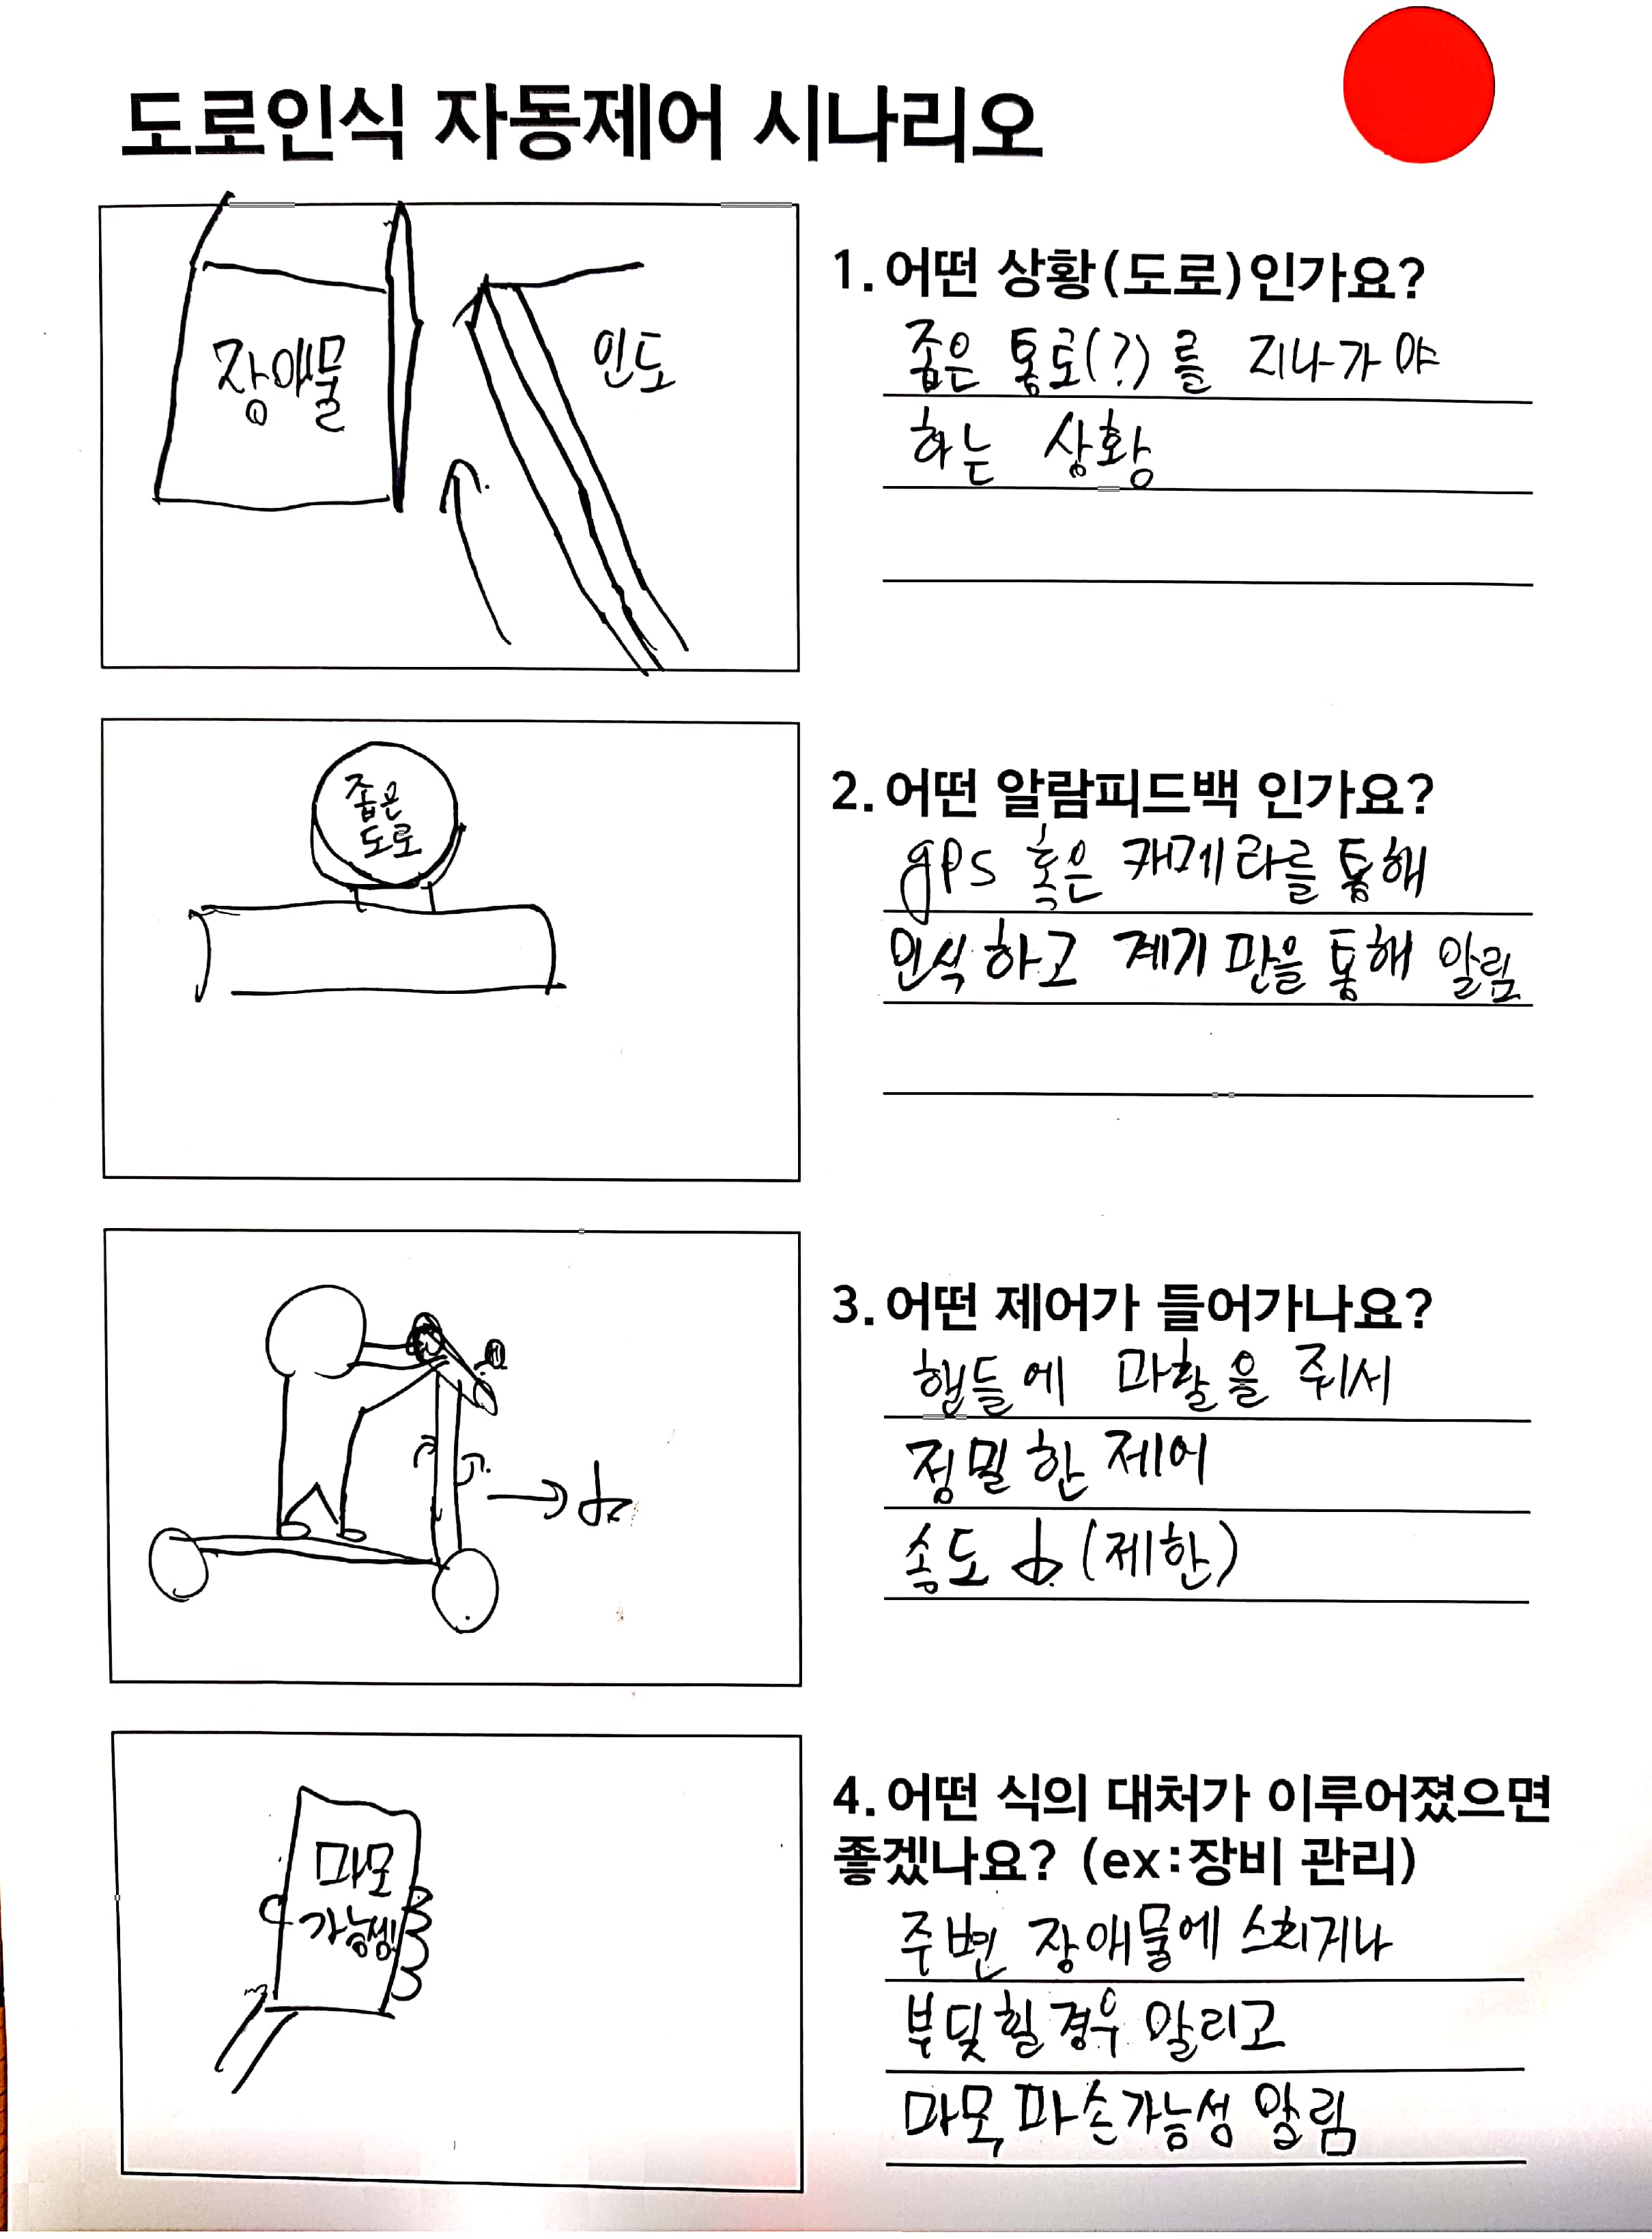 도로인식 자동제어 시나리오
장애물
인도
1. 어떤 상황(도로)인가요?
좁은 통로(?)를 지나가야
하는 상황
좁은
도로
2. 어떤 알람피드백 인가요?
gps 혹은 카메라를 통해
인식하고 계기판을 통해 알림
3. 어떤 제어가 들어가나요?
핸들에 마찰을 줘서
정밀한 제어
속도 ↓ (제한)
마모
가능성!
4. 어떤 식의 대처가 이루어졌으면
좋겠나요? (ex:장비 관리)
주변 장애물에 스치거나
부딪힐 경우 알리고
마모, 파손가능성 알림